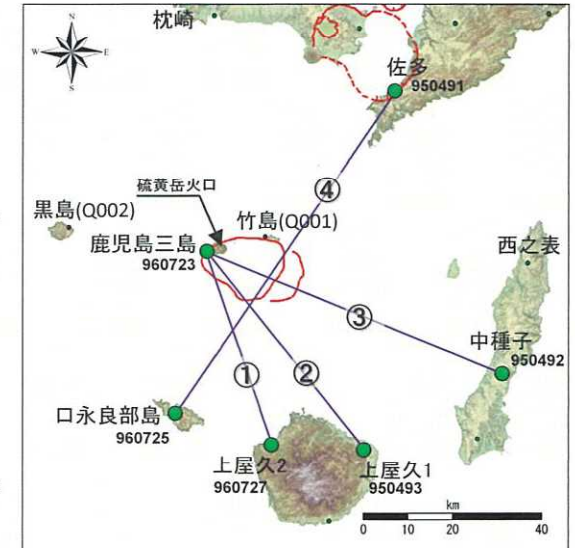 枕崎
N
W
E
S
佐多
950491
④
硫黄岳火口
黒島(Q002)
竹島(Q001)
鹿児島三島
960723
西之表
③
中種子
950492
①
②
口永良部島
960725
上屋久2
960727
上屋久1
950493
km
0 10 20 40